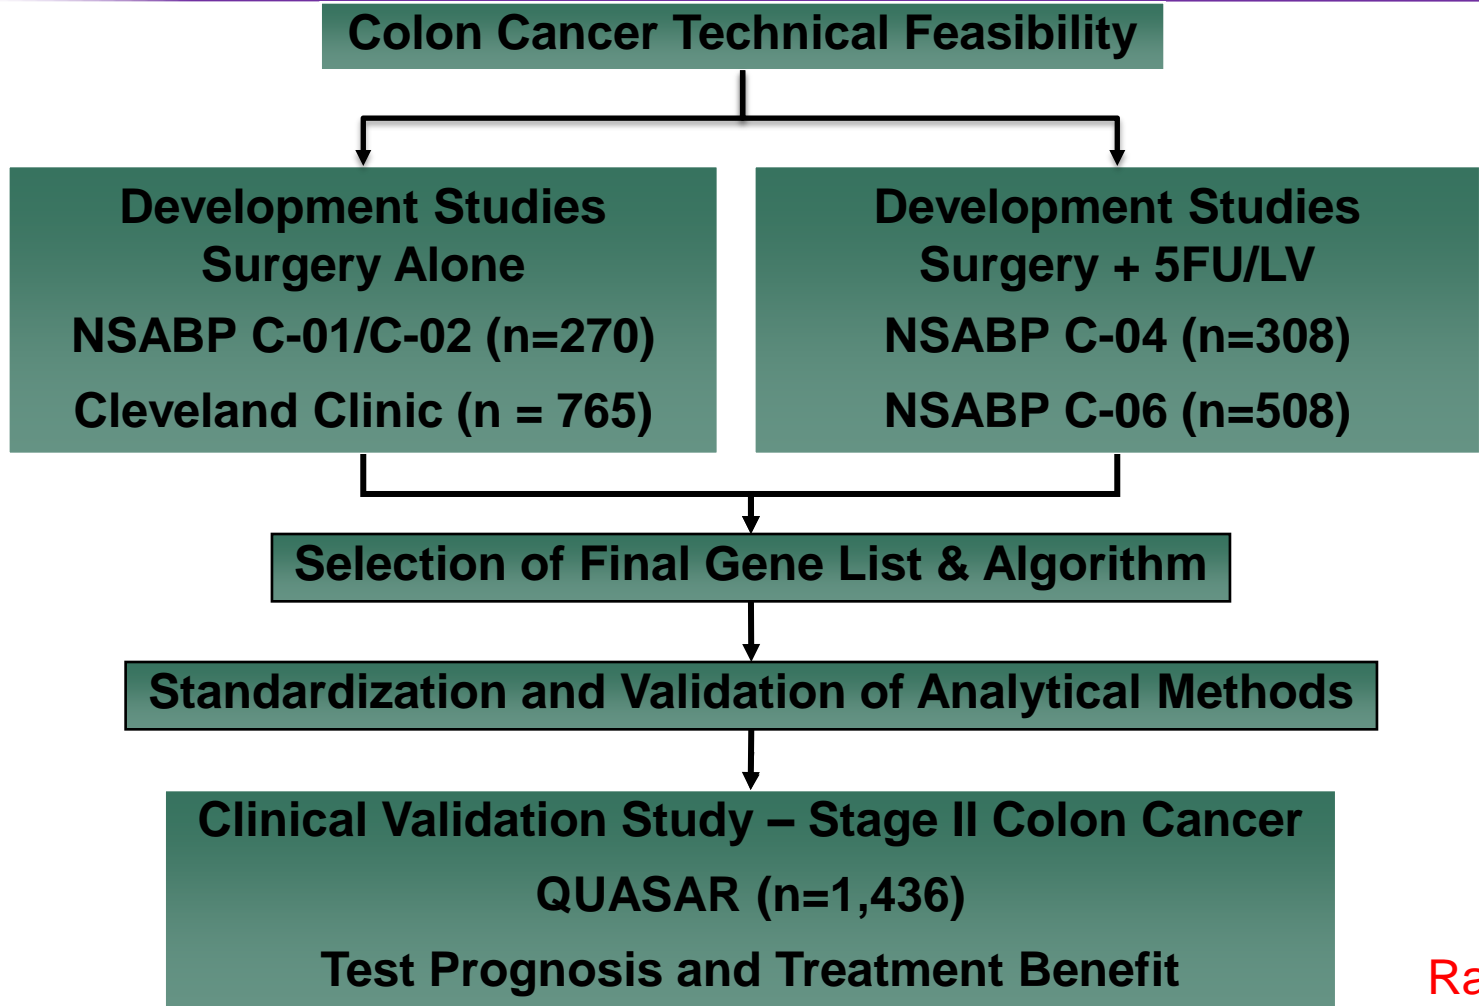 Colon Cancer Technical Feasibility
Development Studies
Surgery Alone
NSABP C-01/C-02 (n=270)
Cleveland Clinic (n = 765)
Development Studies
Surgery + 5FU/LV
NSABP C-04 (n=308)
NSABP C-06 (n=508)
Selection of Final Gene List & Algorithm
Standardization and Validation of Analytical Methods
Clinical Validation Study – Stage II Colon Cancer
QUASAR (n=1,436)
Test Prognosis and Treatment Benefit
Ra